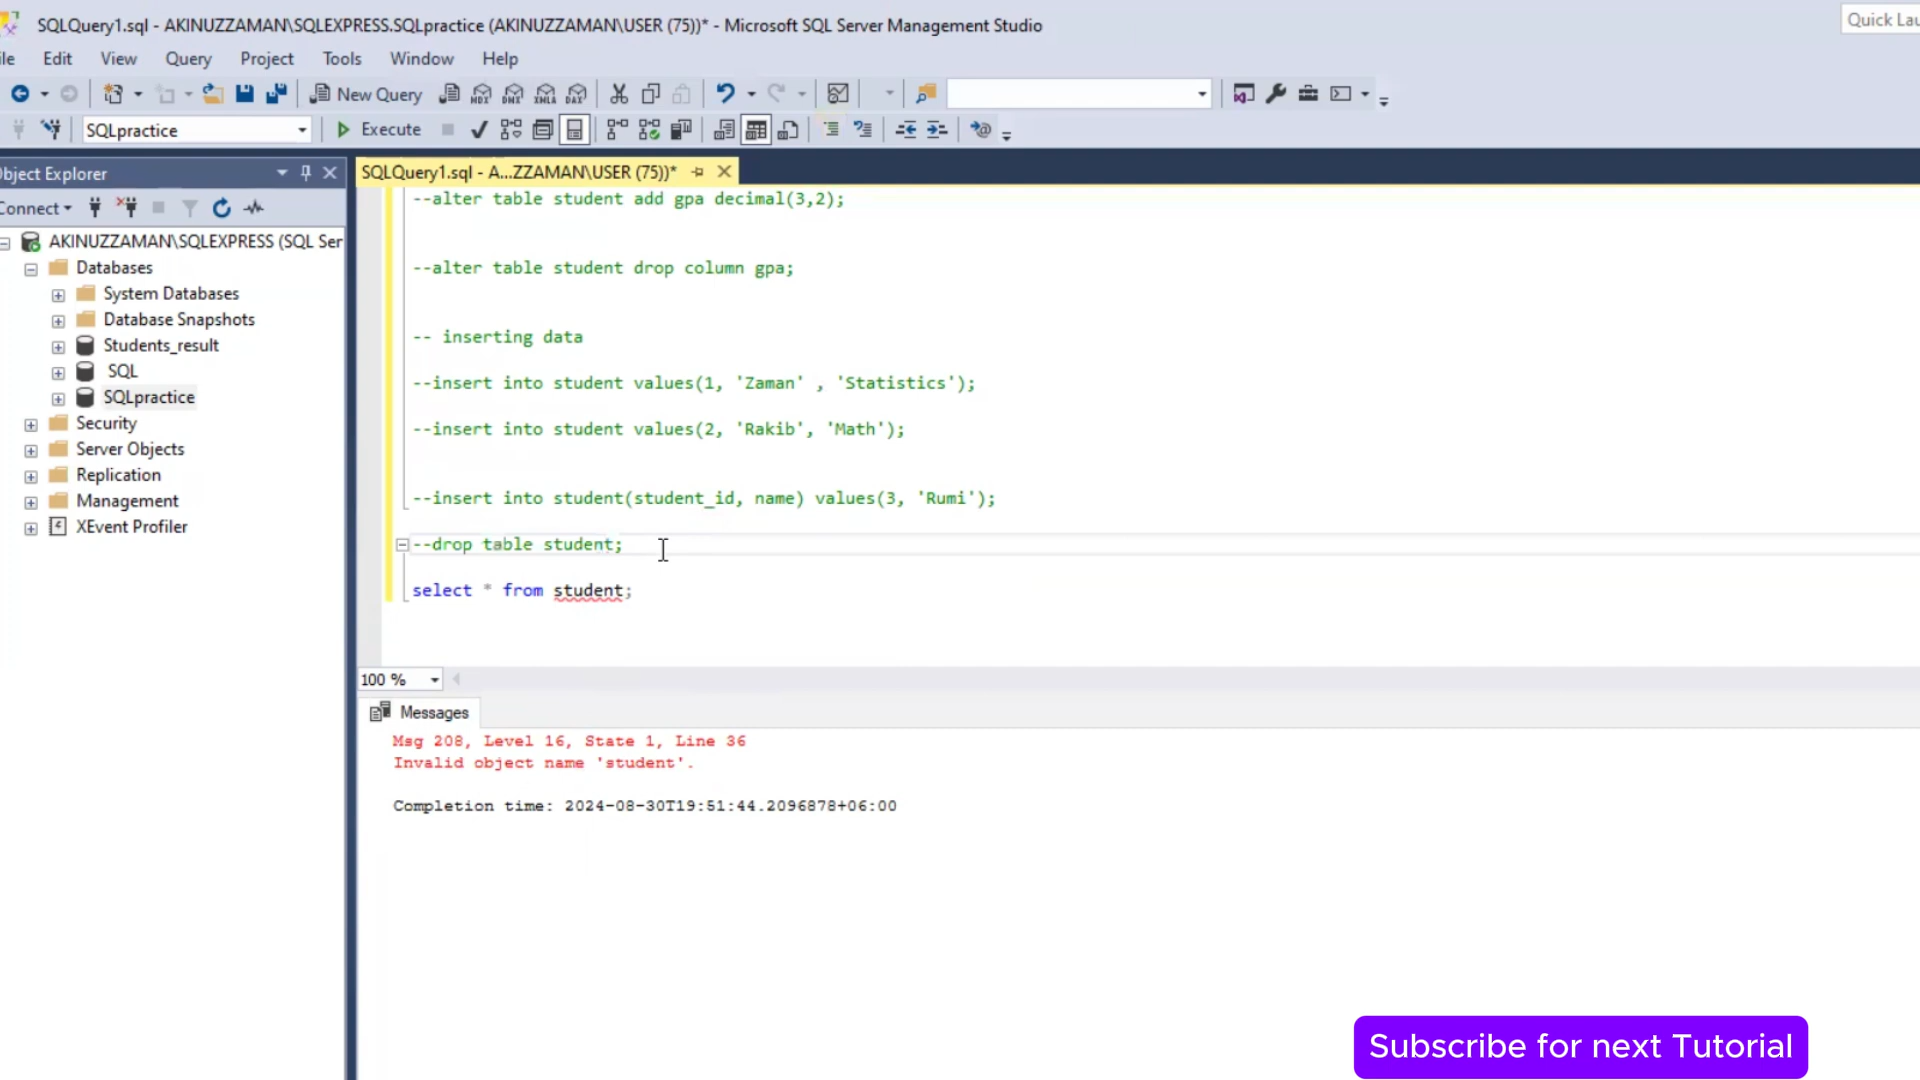 SQLQuery1.sql - AKINUZZAMAN\SQLEXPRESS.SQLpractice (AKINUZZAMAN\USER (75))* - Microsoft SQL Server Management Studio
Quick Lau
ile Edit View Query Project Tools Window Help
New Query MDX DMX XMLA DAX
SQLpractice Execute
Object Explorer
SQLQuery1.sql - A...ZZAMAN\USER (75))*
Connect
AKINUZZAMAN\SQLEXPRESS (SQL Ser
Databases
System Databases
Database Snapshots
Students_result
SQL
SQLpractice
Security
Server Objects
Replication
Management
XEvent Profiler
--alter table student add gpa decimal(3,2);
--alter table student drop column gpa;
-- inserting data
--insert into student values(1, 'Zaman' , 'Statistics');
--insert into student values(2, 'Rakib', 'Math');
--insert into student(student_id, name) values(3, 'Rumi');
--drop table student;
select * from student;
100 %
Messages
Msg 208, Level 16, State 1, Line 36
Invalid object name 'student'.
Completion time: 2024-08-30T19:51:44.2096878+06:00
Subscribe for next Tutorial